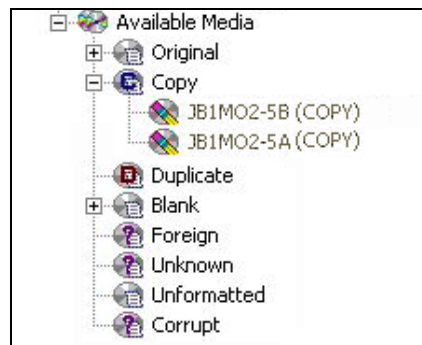 Available Media
Original
Copy
JB1MO2-5B (COPY)
JB1MO2-5A (COPY)
Duplicate
Blank
Foreign
Unknown
Unformatted
Corrupt